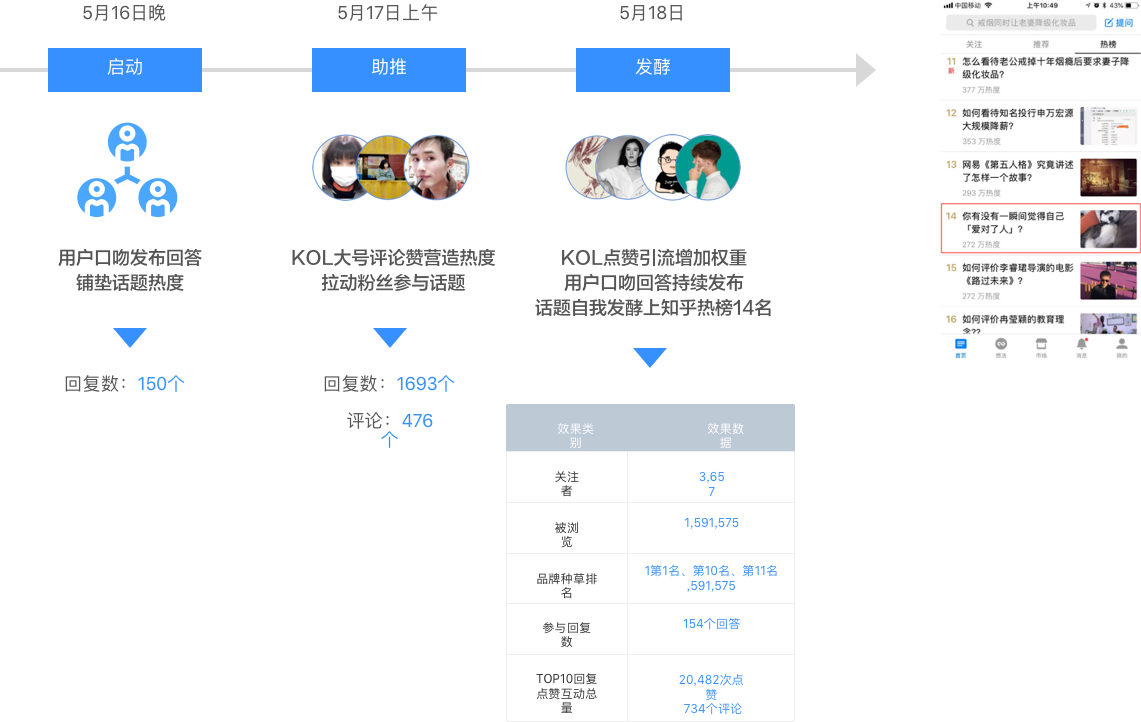 5月16日晚
启动
用户口吻发布回答
铺垫话题热度
回复数：150个
5月17日上午
助推
KOL大号评论赞营造热度
拉动粉丝参与话题
回复数：1693个
评论：476
个
5月18日
发酵
KOL点赞引流增加权重
用户口吻回答持续发布
话题自我发酵上知乎热榜14名
效果类
别
效果数
据
关注
者
3,65
7
被浏
览
1,591,575
品牌种草排
名
1第1名、第10名、第11名
,591,575
参与回复
数
154个回答
TOP10回复
点赞互动总
量
20,482次点
赞
734个评论
中国移动
上午10:49
43%
戒烟同时让老婆降级化妆品
提问
关注
推荐
热榜
11
新
怎么看待老公戒掉十年烟瘾后要求妻子降
级化妆品？
377 万热度
12
如何看待知名投行申万宏源
大规模降薪？
353 万热度
13
网易《第五人格》究竟讲述
了怎样一个故事？
293 万热度
14
你有没有一瞬间觉得自己
「爱对了人」？
272 万热度
15
如何评价李睿珺导演的电影
《路过未来》？
272 万热度
16
如何评价冉莹颖的教育理
念??
首页
想法
市场
消息
我的